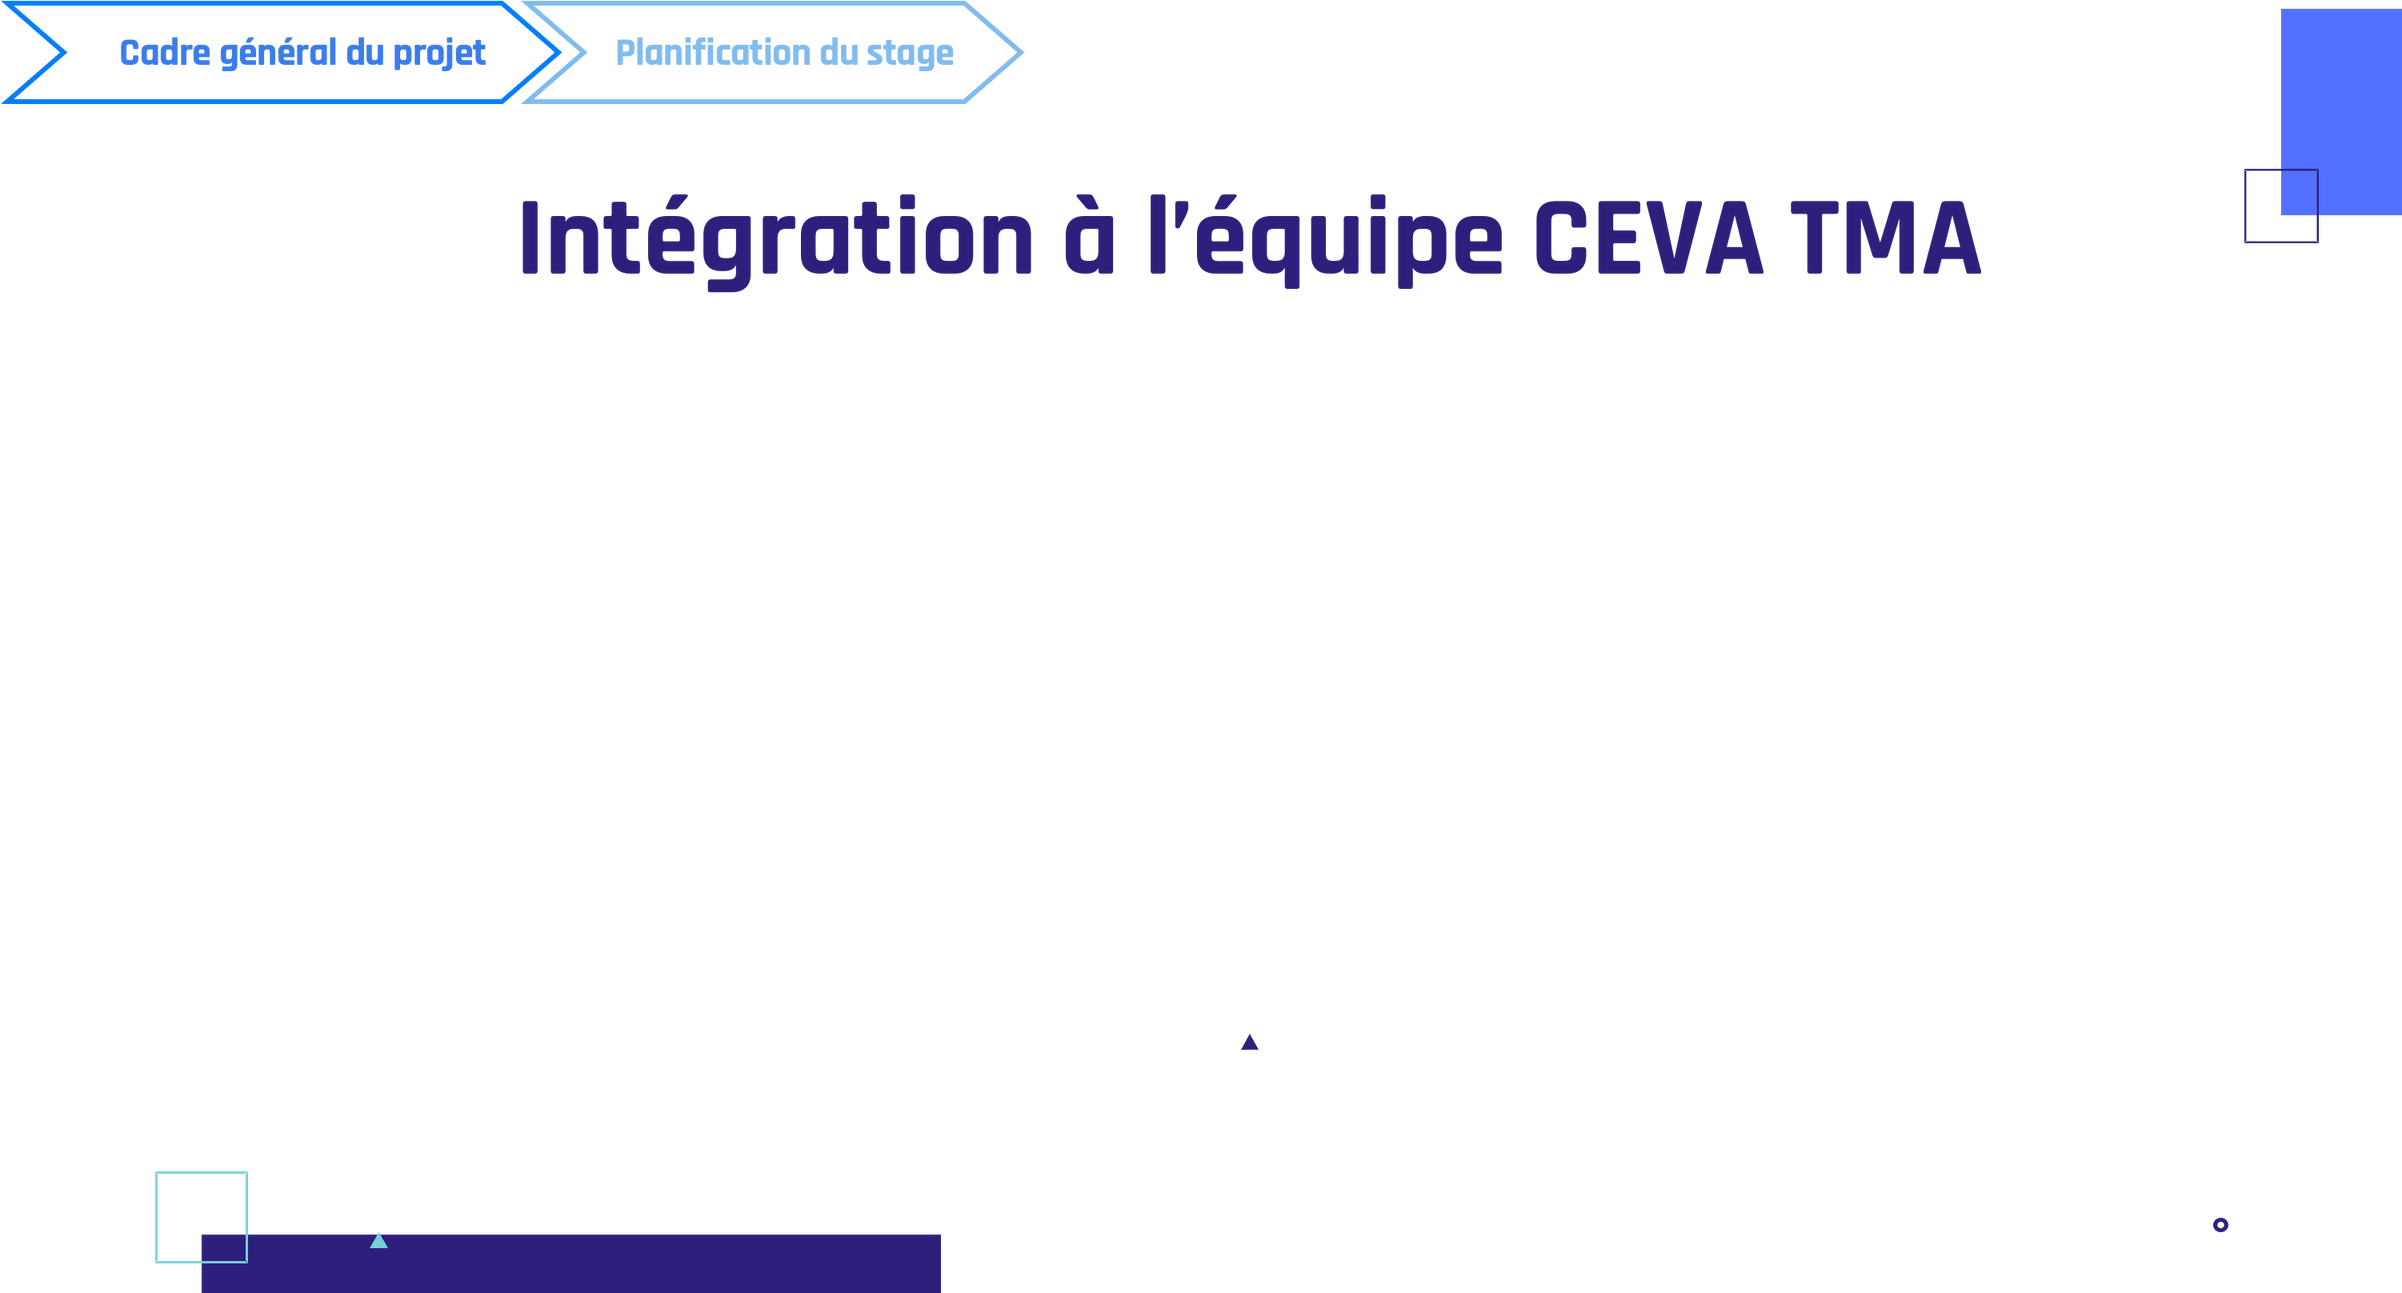 Cadre général du projet
Planification du stage
Intégration à l’équipe CEVA TMA